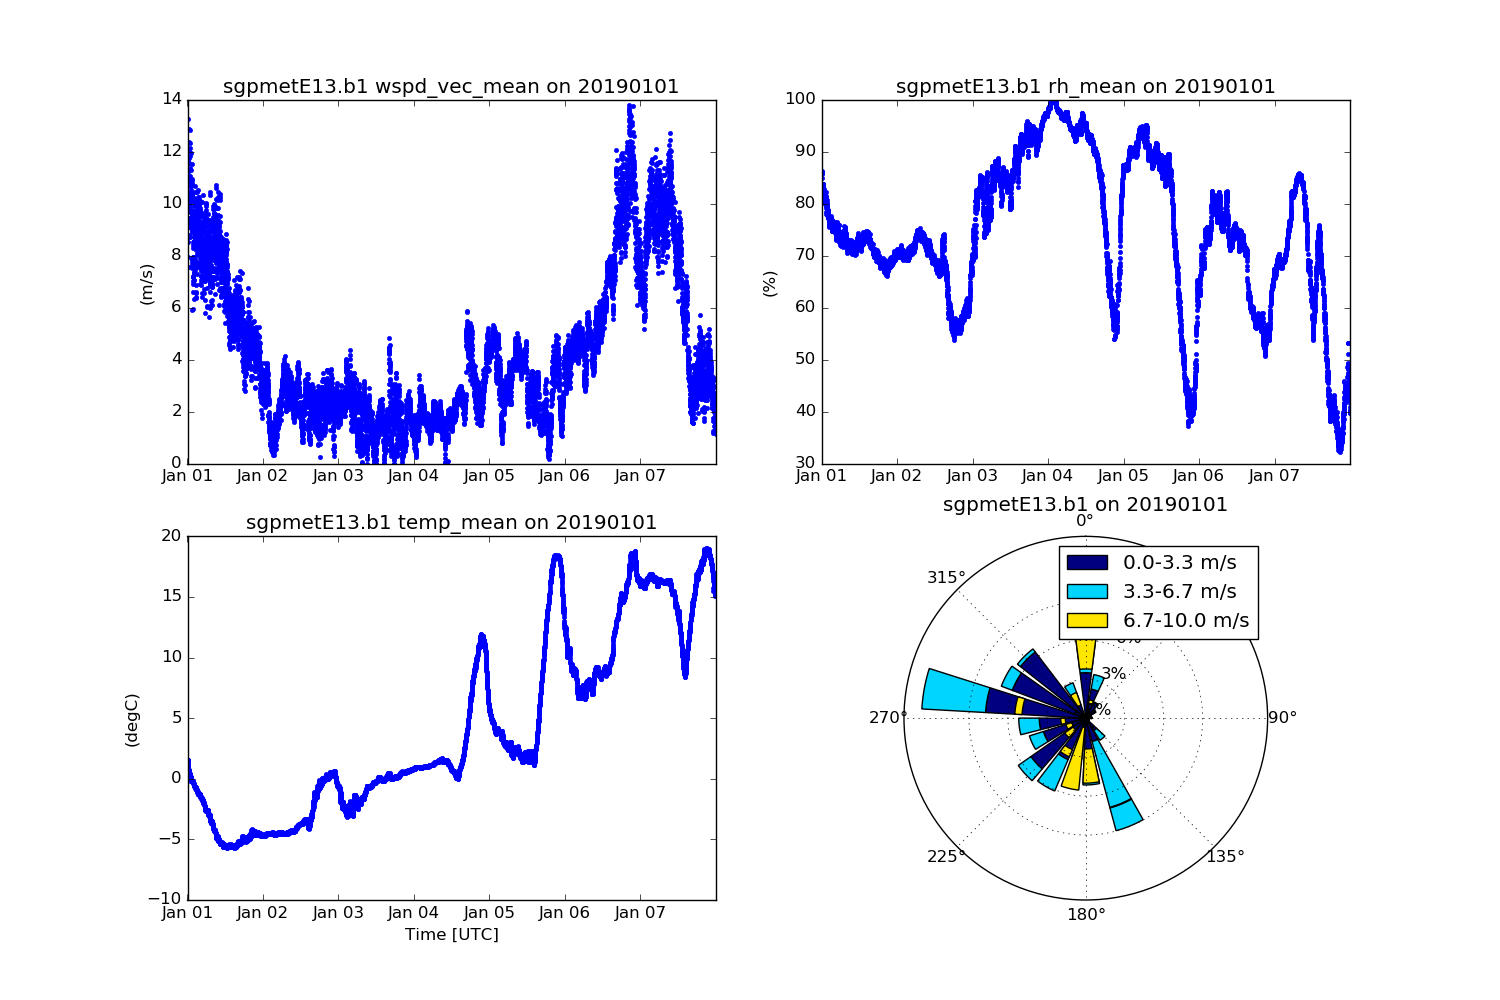 sgpmetE13.b1 wspd_vec_mean on 20190101
14
12
10
8
6
4
2
0
(m/s)
Jan 01 Jan 02 Jan 03 Jan 04 Jan 05 Jan 06 Jan 07
sgpmetE13.b1 rh_mean on 20190101
100
90
80
70
60
50
40
30
(%)
Jan 01 Jan 02 Jan 03 Jan 04 Jan 05 Jan 06 Jan 07
sgpmetE13.b1 temp_mean on 20190101
20
15
10
5
0
−5
−10
(degC)
Jan 01 Jan 02 Jan 03 Jan 04 Jan 05 Jan 06 Jan 07
Time [UTC]
sgpmetE13.b1 on 20190101
0°
315°
270°
225°
180°
135°
90°
0.0-3.3 m/s
3.3-6.7 m/s
6.7-10.0 m/s
3%